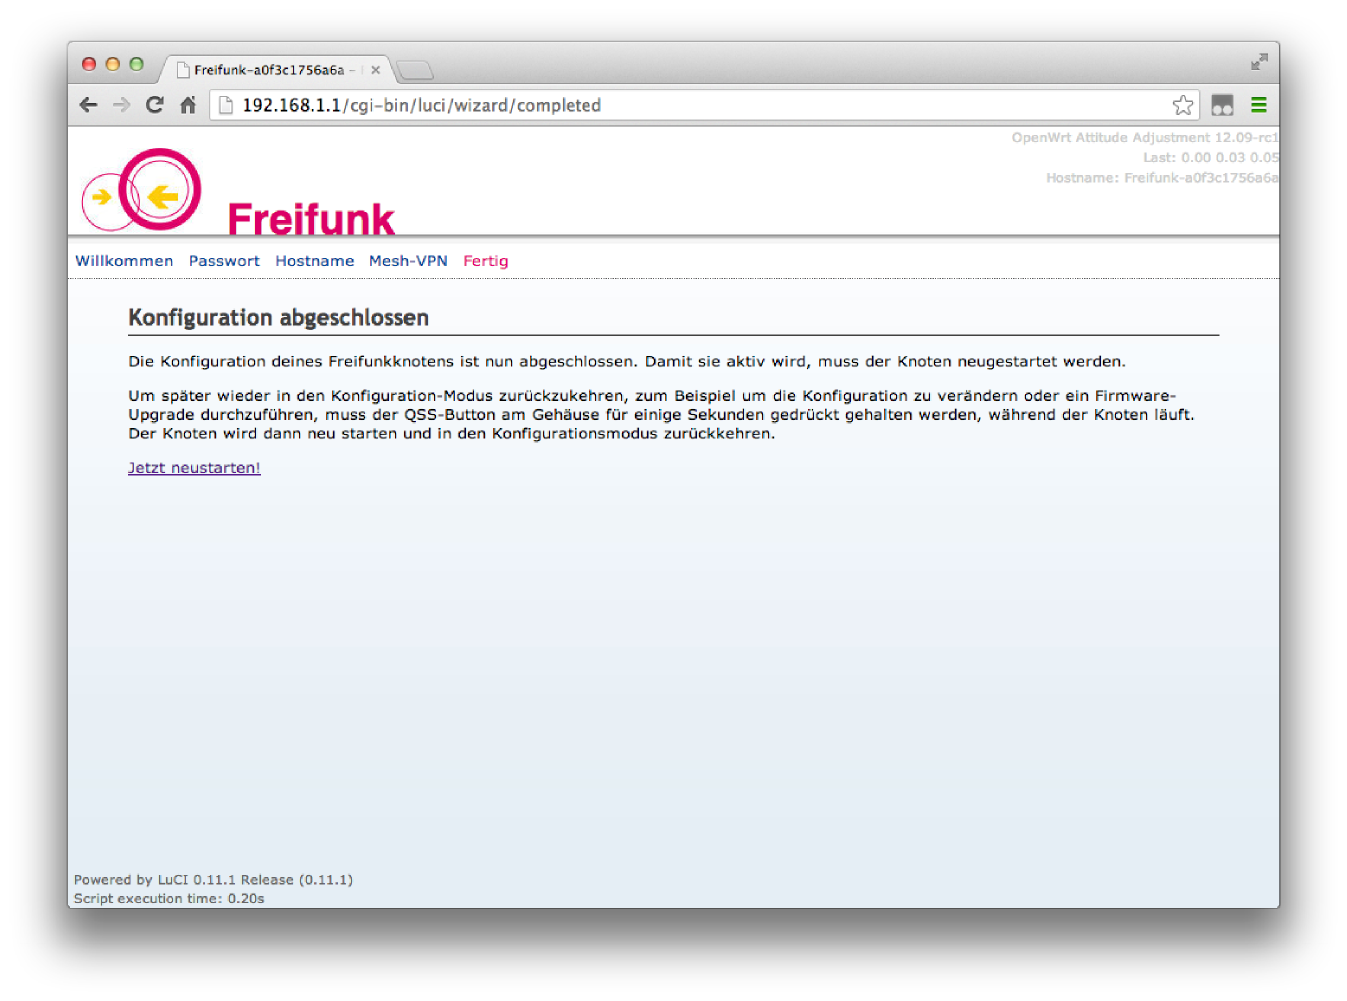 Freifunk-a0f3c1756a6a –
192.168.1.1/cgi-bin/luci/wizard/completed
OpenWrt Attitude Adjustment 12.09-rc1
Last: 0.00 0.03 0.05
Hostname: Freifunk-a0f3c1756a6a
Freifunk
Willkommen Passwort Hostname Mesh-VPN Fertig
Konfiguration abgeschlossen
Die Konfiguration deines Freifunkknotens ist nun abgeschlossen. Damit sie aktiv wird, muss der Knoten neugestartet werden.
Um später wieder in den Konfiguration-Modus zurückzukehren, zum Beispiel um die Konfiguration zu verändern oder ein Firmware-
Upgrade durchzuführen, muss der QSS-Button am Gehäuse für einige Sekunden gedrückt gehalten werden, während der Knoten läuft.
Der Knoten wird dann neu starten und in den Konfigurationsmodus zurückkehren.
Jetzt neustarten!
Powered by LuCI 0.11.1 Release (0.11.1)
Script execution time: 0.20s